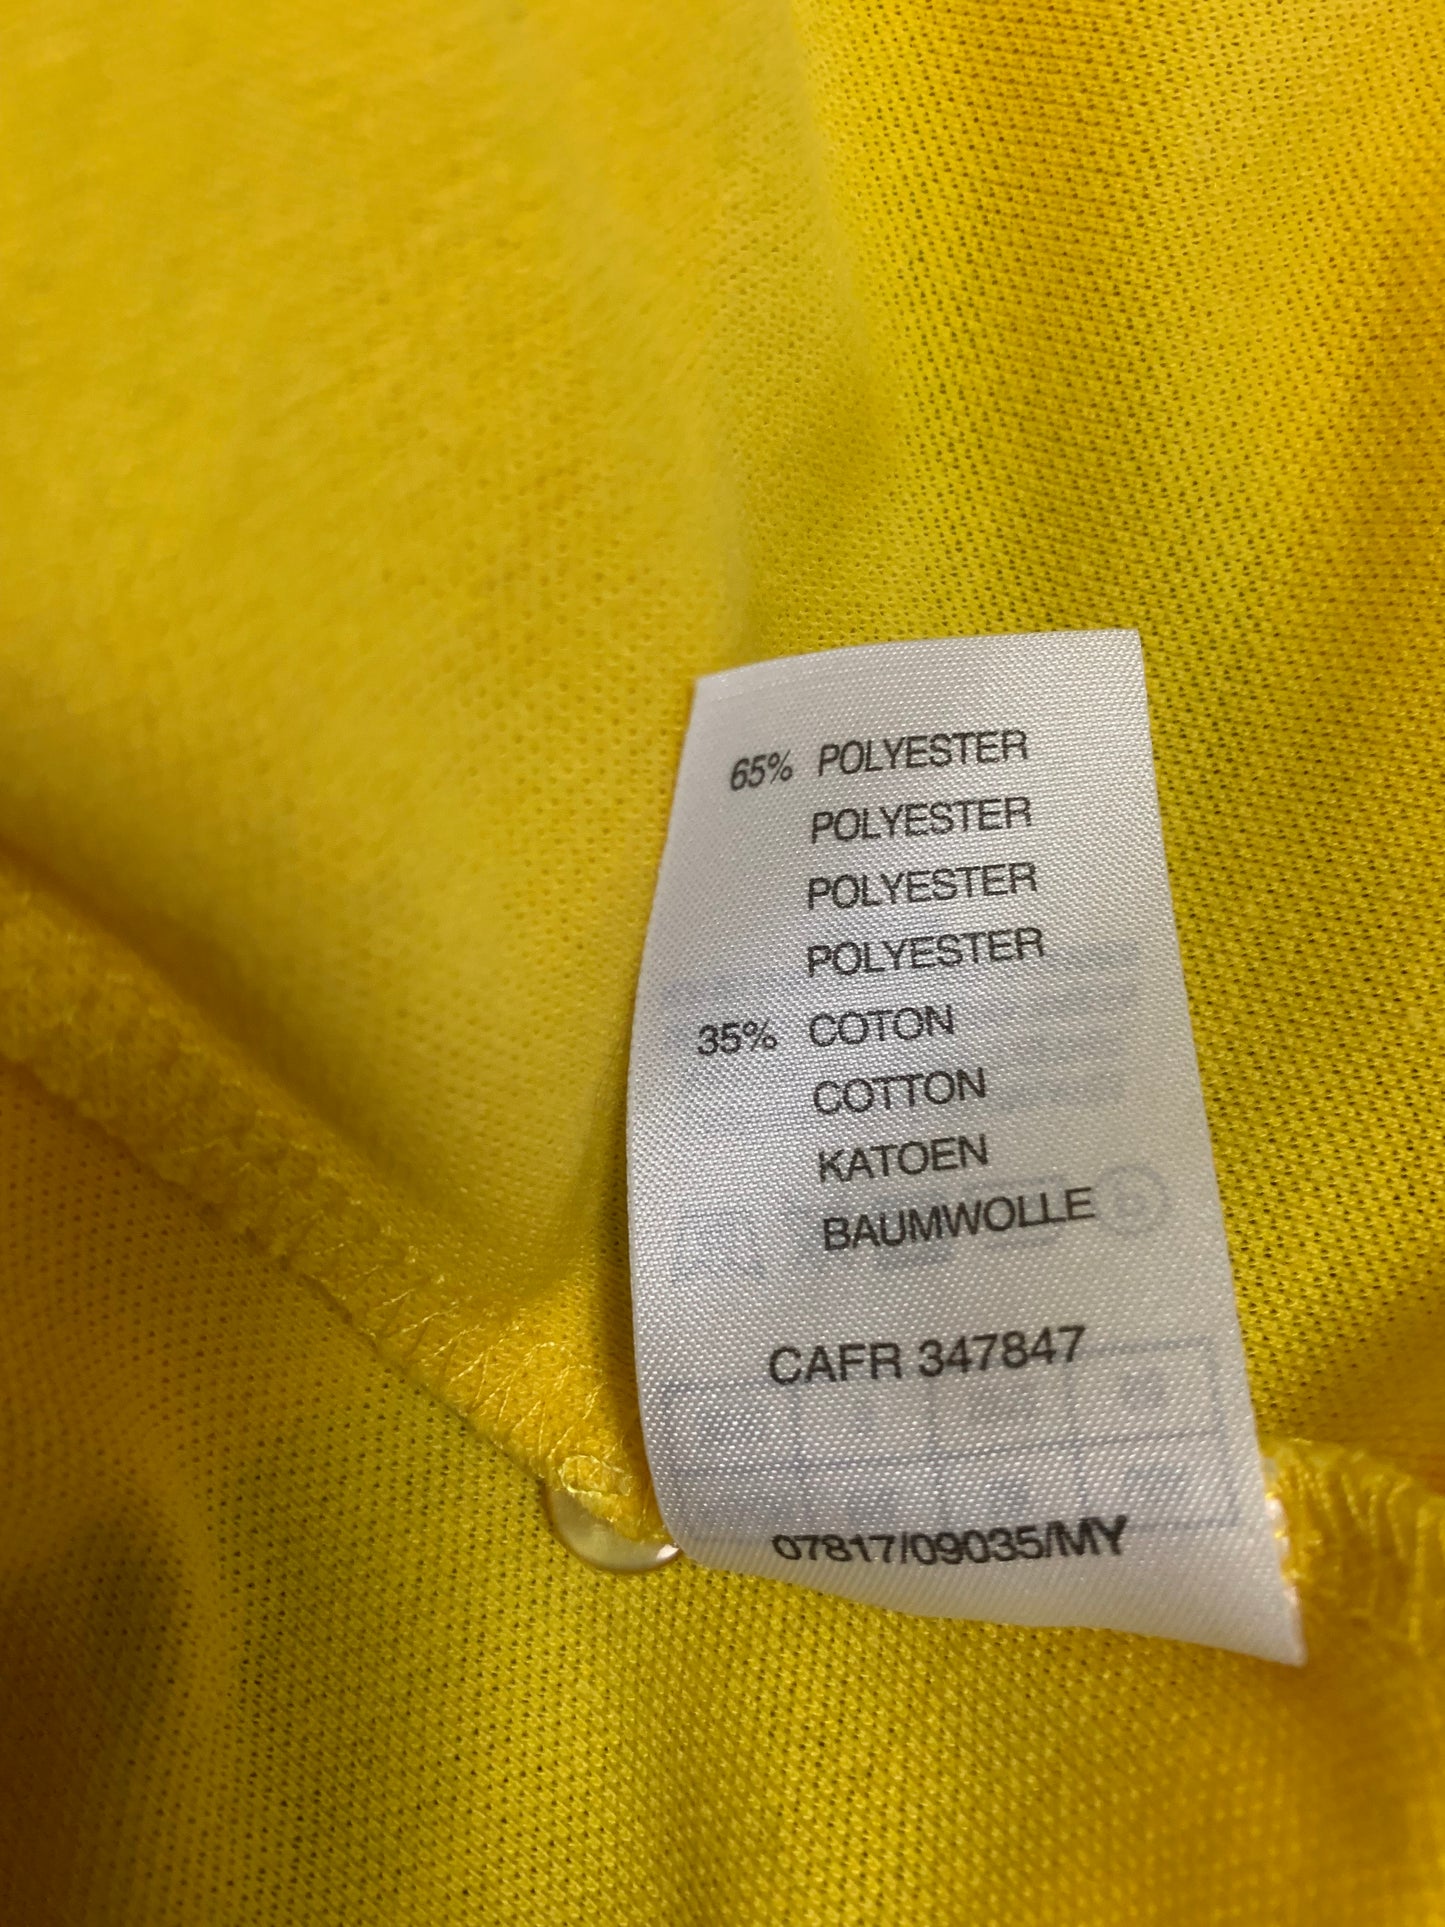 65% POLYESTER
POLYESTER
POLYESTER
POLYESTER
35% COTON
COTTON
KATOEN
BAUMWOLLE
CAFR 347847
07817/09035/MY